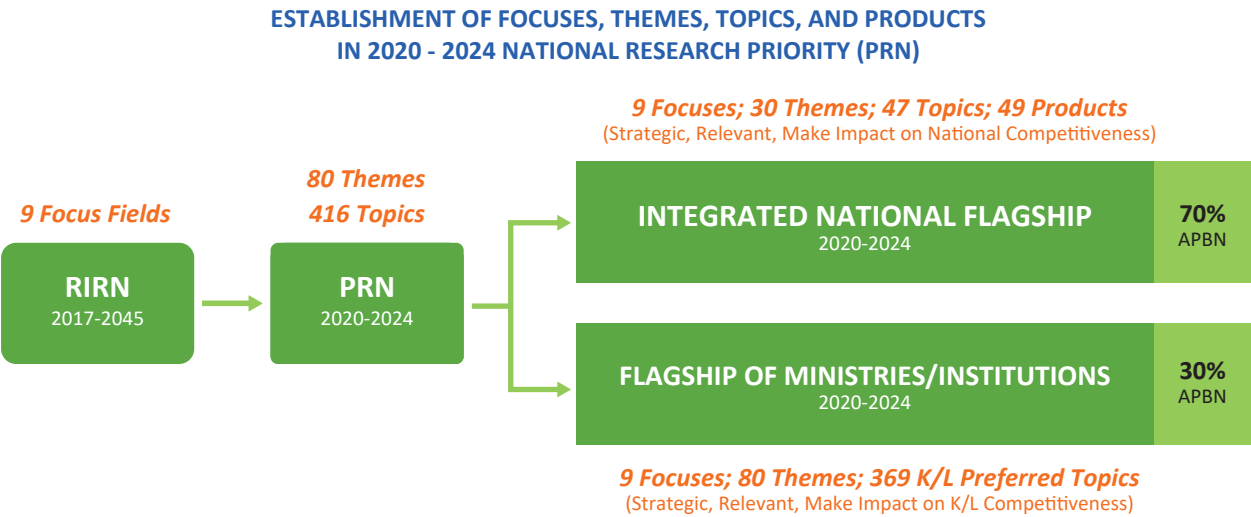 ESTABLISHMENT OF FOCUSES, THEMES, TOPICS, AND PRODUCTS
IN 2020 - 2024 NATIONAL RESEARCH PRIORITY (PRN)
9 Focus Fields
RIRN
2017-2045
80 Themes
416 Topics
PRN
2020-2024
9 Focuses; 30 Themes; 47 Topics; 49 Products
(Strategic, Relevant, Make Impact on National Competitiveness)
INTEGRATED NATIONAL FLAGSHIP
2020-2024
70%
APBN
FLAGSHIP OF MINISTRIES/INSTITUTIONS
2020-2024
30%
APBN
9 Focuses; 80 Themes; 369 K/L Preferred Topics
(Strategic, Relevant, Make Impact on K/L Competitiveness)